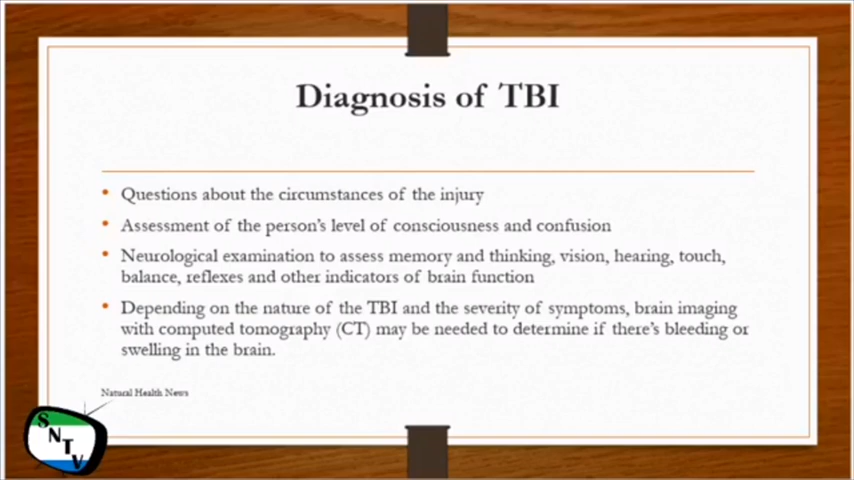 Diagnosis of TBI
• Questions about the circumstances of the injury
• Assessment of the person's level of consciousness and confusion
• Neurological examination to assess memory and thinking, vision, hearing, touch,
balance, reflexes and other indicators of brain function
• Depending on the nature of the TBI and the severity of symptoms, brain imaging
with computed tomography (CT) may be needed to determine if there's bleeding or
swelling in the brain.
Natural Health News
SNTV